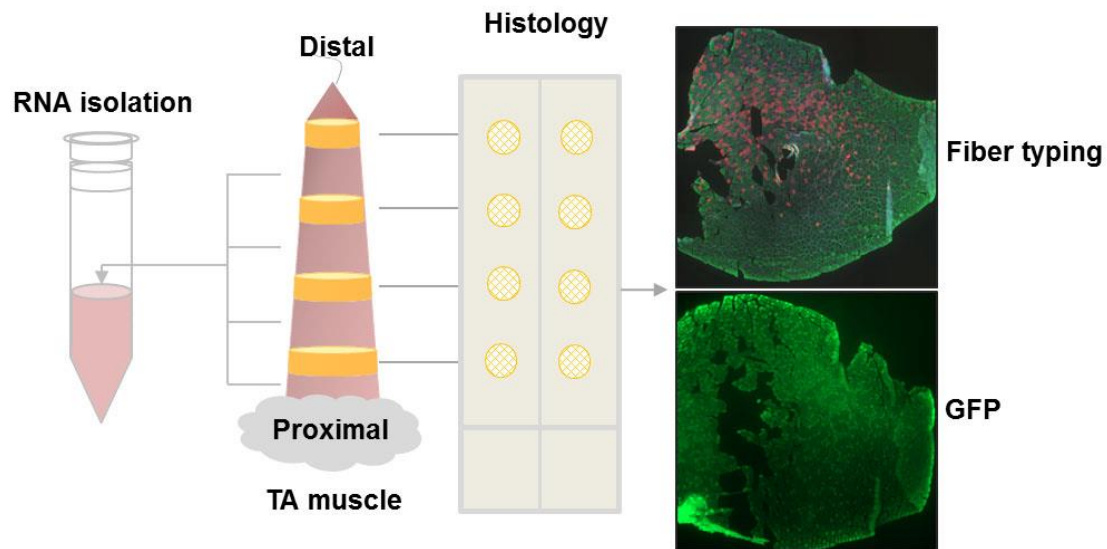 RNA isolation
Distal
Histology
Fiber typing
Proximal
TA muscle
GFP